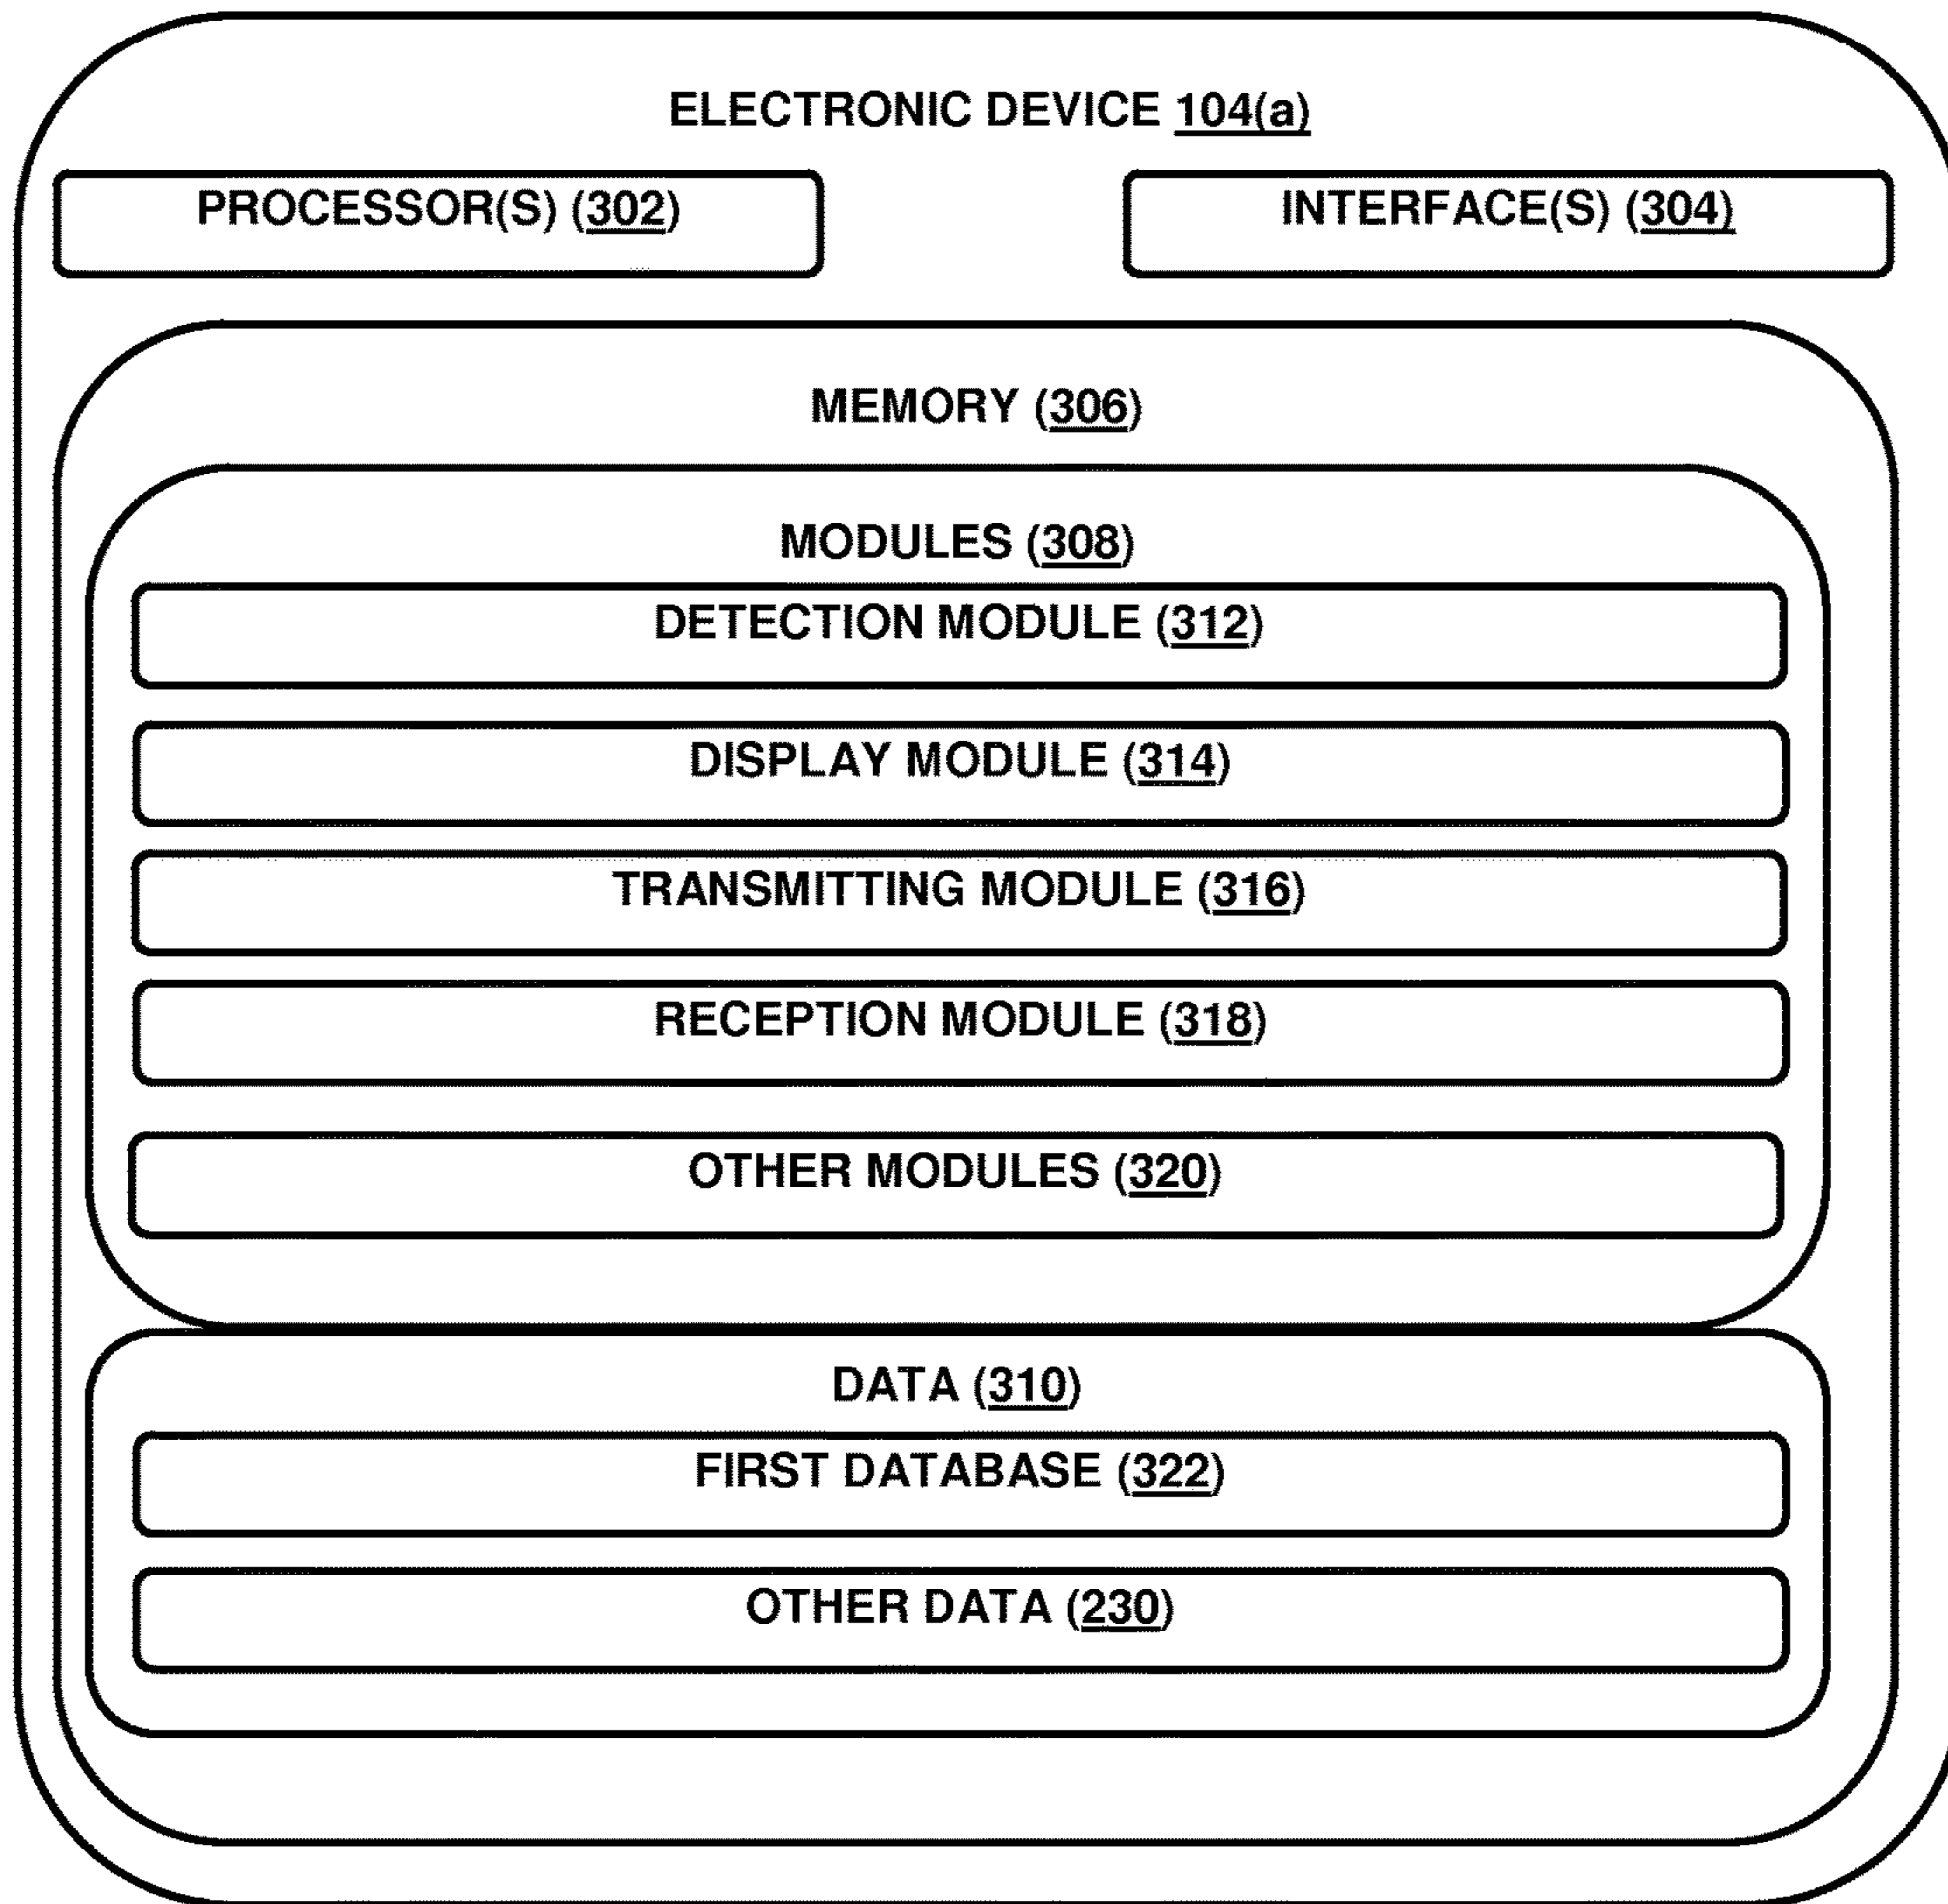 ELECTRONIC DEVICE 104(a)
PROCESSOR(S) (302)
INTERFACE(S) (304)
MEMORY (306)
MODULES (308)
DETECTION MODULE (312)
DISPLAY MODULE (314)
TRANSMITTING MODULE (316)
RECEPTION MODULE (318)
OTHER MODULES (320)
DATA (310)
FIRST DATABASE (322)
OTHER DATA (230)